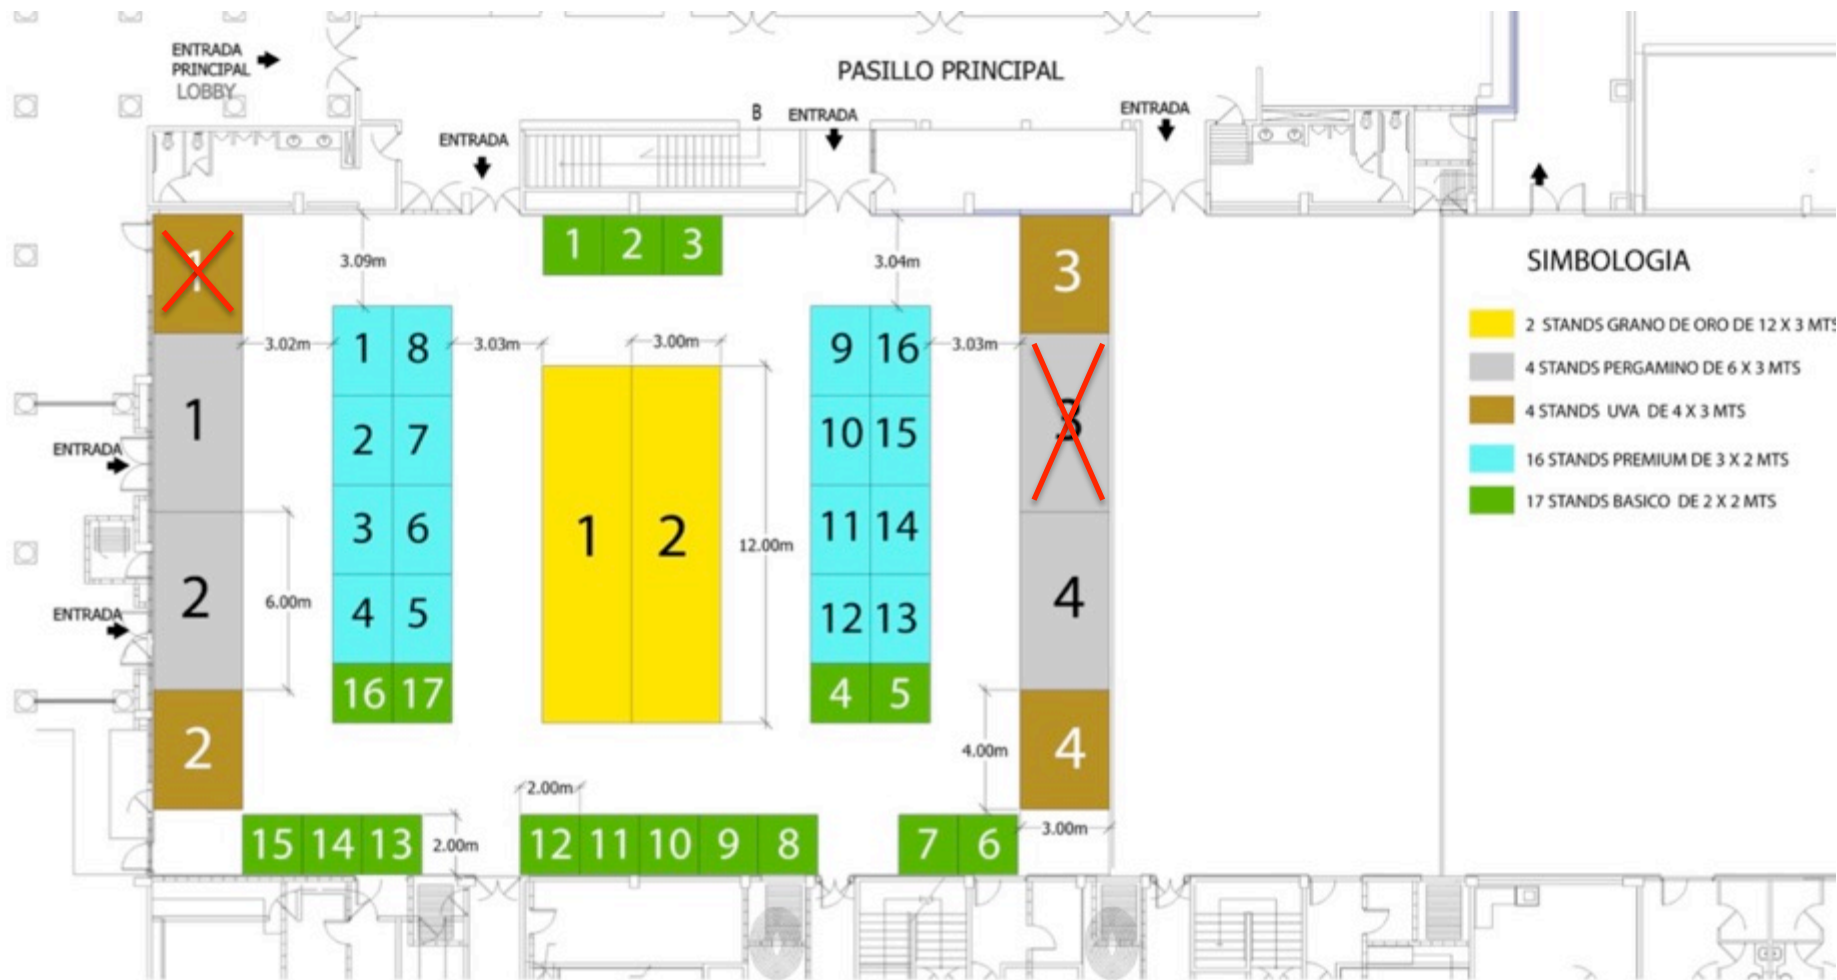 ENTRADA
PRINCIPAL
LOBBY
PASILLO PRINCIPAL
ENTRADA
B
ENTRADA
ENTRADA
1
1 2 3
3
3.09m
3.04m
SIMBOLOGIA
2 STANDS GRANO DE ORO DE 12 X 3 MTS
4 STANDS PERGAMINO DE 6 X 3 MTS
4 STANDS UVA DE 4 X 3 MTS
16 STANDS PREMIUM DE 3 X 2 MTS
17 STANDS BASICO DE 2 X 2 MTS
3.02m
1 8
3.03m
3.00m
9 16
3.03m
1
2 7
10 15
3
ENTRADA
3 6
1 2
12.00m
11 14
2
6.00m
4 5
12 13
4
ENTRADA
16 17
4 5
2
4.00m
4
2.00m
15 14 13
2.00m
12 11 10 9 8
7 6
3.00m